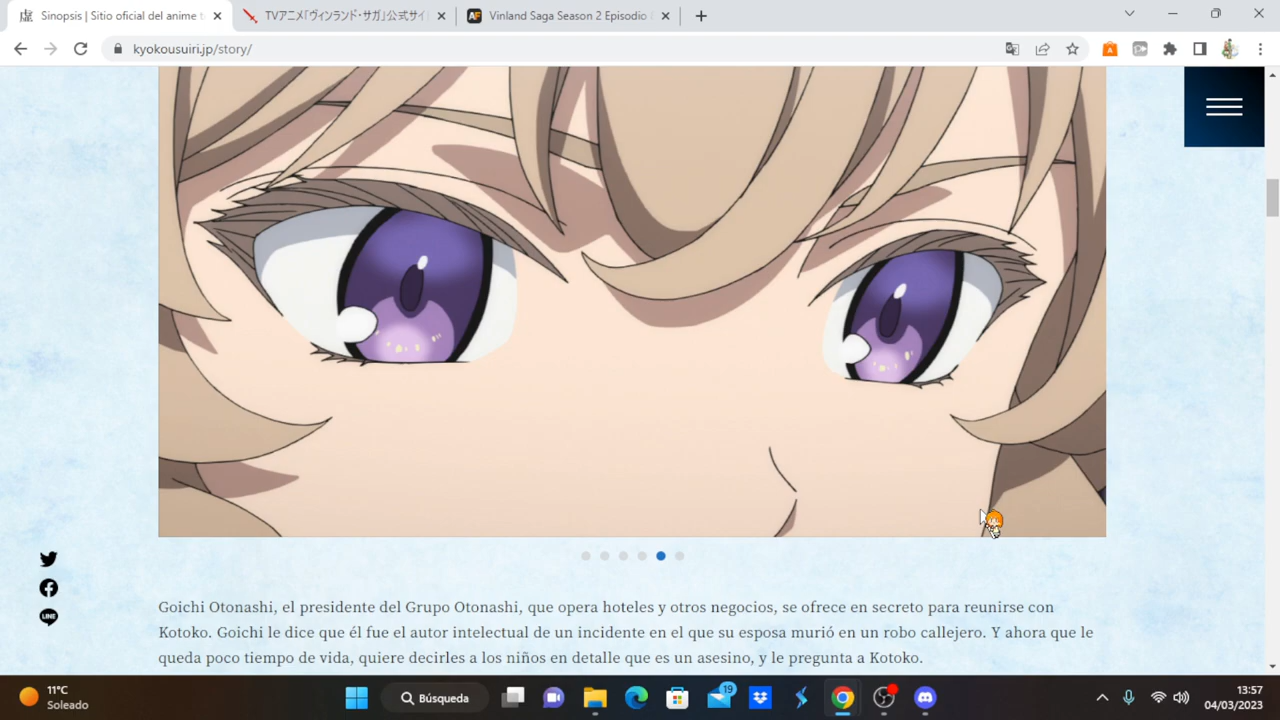 虚 Sinopsis | Sitio oficial del anime t
TVアニメ「ヴィンランド・サガ」公式サイ
AF Vinland Saga Season 2 Episodio
kyokousuiri.jp/story/
Goichi Otonashi, el presidente del Grupo Otonashi, que opera hoteles y otros negocios, se ofrece en secreto para reunirse con
Kotoko. Goichi le dice que él fue el autor intelectual de un incidente en el que su esposa murió en un robo callejero. Y ahora que le
queda poco tiempo de vida, quiere decirles a los niños en detalle que es un asesino, y le pregunta a Kotoko.
LINE
11°C
Soleado
Búsqueda
19
13:57
04/03/2023